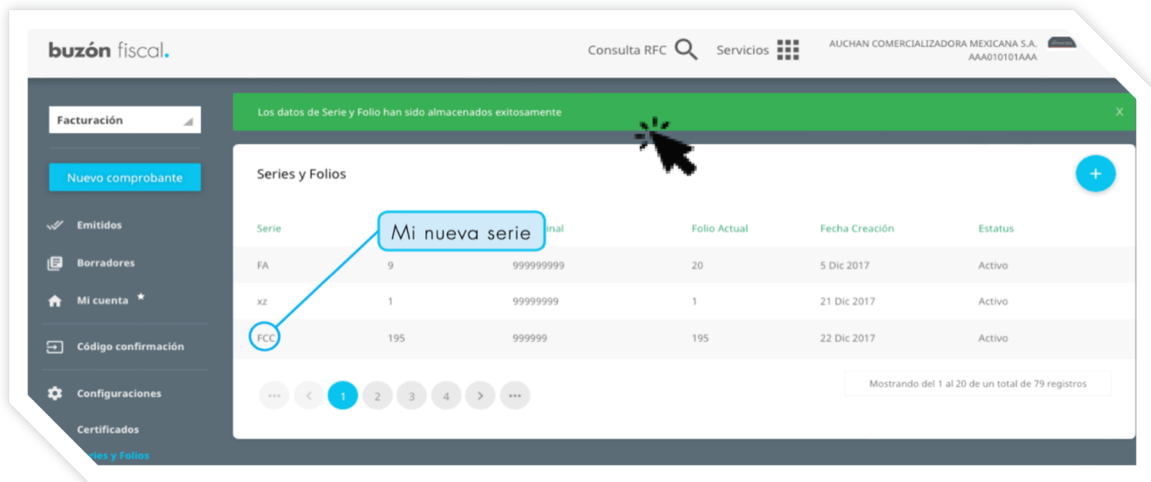 buzón fiscal.
Consulta RFC
Servicios
AUCHAN COMERCIALIZADORA MEXICANA S.A.
AAA010101AAA
Facturación
Los datos de Serie y Folio han sido almacenados exitosamente
X
Nuevo comprobante
Series y Folios
+
Emitidos
Serie
Mi nueva serie
Folio Actual
Fecha Creación
Estatus
Borradores
FA 9 999999999 20 5 Dic 2017 Activo
Mi cuenta
xz 1 99999999 1 21 Dic 2017 Activo
FCC 195 999999 195 22 Dic 2017 Activo
Código confirmación
Configuraciones
... < 1 2 3 4 > ...
Mostrando del 1 al 20 de un total de 79 registros
Certificados
y Folios